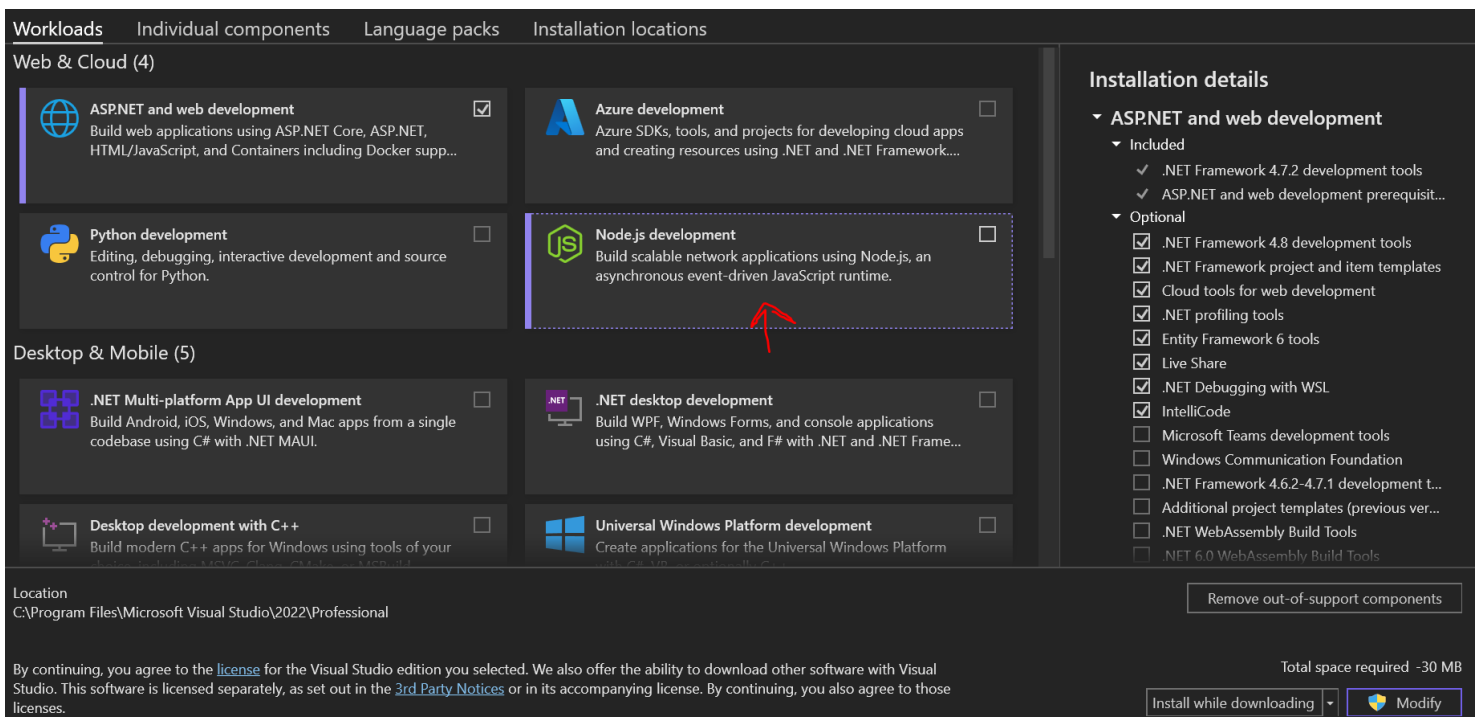 Workloads
Individual components
Language packs
Installation locations
Web & Cloud (4)
ASP.NET and web development
Build web applications using ASP.NET Core, ASP.NET,
HTML/JavaScript, and Containers including Docker supp...
Azure development
Azure SDKs, tools, and projects for developing cloud apps
and creating resources using .NET and .NET Framework....
Python development
Editing, debugging, interactive development and source
control for Python.
JS
Node.js development
Build scalable network applications using Node.js, an
asynchronous event-driven JavaScript runtime.
Desktop & Mobile (5)
.NET Multi-platform App UI development
Build Android, iOS, Windows, and Mac apps from a single
codebase using C# with .NET MAUI.
.NET
.NET desktop development
Build WPF, Windows Forms, and console applications
using C#, Visual Basic, and F# with .NET and .NET Frame...
Desktop development with C++
Build modern C++ apps for Windows using tools of your
choice, including MSVC, Clang, CMake, or MSBuild
Universal Windows Platform development
Create applications for the Universal Windows Platform
with C#, VB, or optionally C++
Installation details
ASP.NET and web development
Included
.NET Framework 4.7.2 development tools
ASP.NET and web development prerequisit...
Optional
.NET Framework 4.8 development tools
.NET Framework project and item templates
Cloud tools for web development
.NET profiling tools
Entity Framework 6 tools
Live Share
.NET Debugging with WSL
IntelliCode
Microsoft Teams development tools
Windows Communication Foundation
.NET Framework 4.6.2-4.7.1 development t...
Additional project templates (previous ver...
.NET WebAssembly Build Tools
.NET 6.0 WebAssembly Build Tools
Location
C:\Program Files\Microsoft Visual Studio\2022\Professional
Remove out-of-support components
By continuing, you agree to the license for the Visual Studio edition you selected. We also offer the ability to download other software with Visual
Studio. This software is licensed separately, as set out in the 3rd Party Notices or in its accompanying license. By continuing, you also agree to those
licenses.
Total space required -30 MB
Install while downloading
Modify